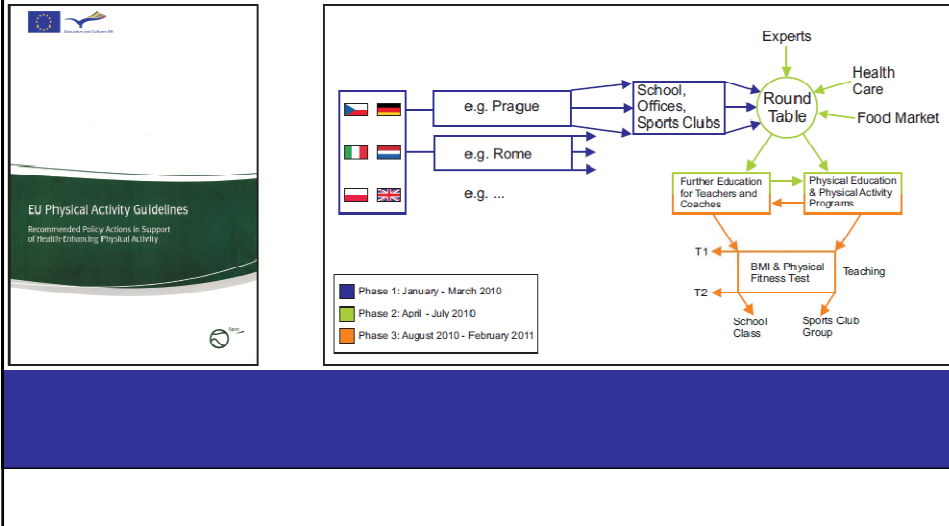 Education and Culture DG
EU Physical Activity Guidelines
Recommended Policy Actions in Support
of Health-Enhancing Physical Activity
Sport
e.g. Prague
e.g. Rome
e.g. ...
School,
Offices,
Sports Clubs
Experts
Round
Table
Health
Care
Food Market
Further Education
for Teachers and
Coaches
Physical Education
& Physical Activity
Programs
T1
T2
BMI & Physical
Fitness Test
Teaching
School
Class
Sports Club
Group
Phase 1: January - March 2010
Phase 2: April - July 2010
Phase 3: August 2010 - February 2011